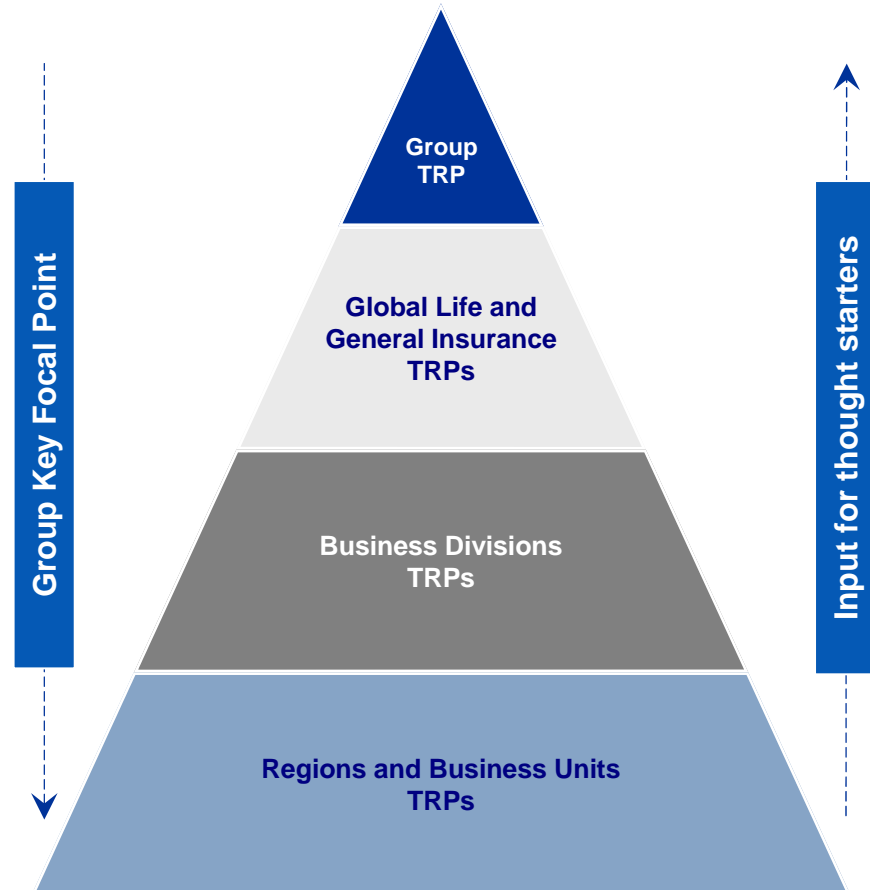 Group
TRP
Global Life and
General Insurance
TRPs
Business Divisions
TRPs
Regions and Business Units
TRPs
Group Key Focal Point
Input for thought starters